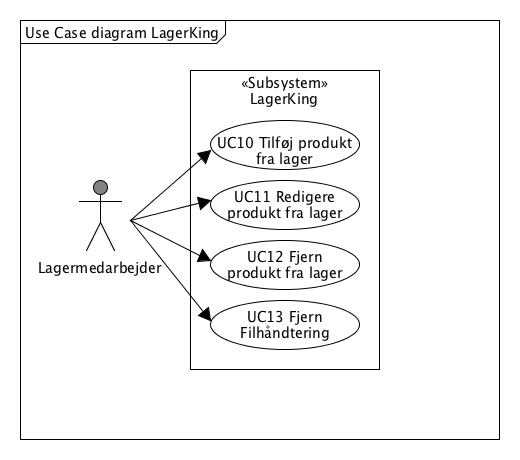 Use Case diagram LagerKing
«Subsystem»
LagerKing
UC10 Tilføj produkt
fra lager
UC11 Redigere
produkt fra lager
UC12 Fjern
produkt fra lager
UC13 Fjern
Filhåndtering
Lagermedarbejder